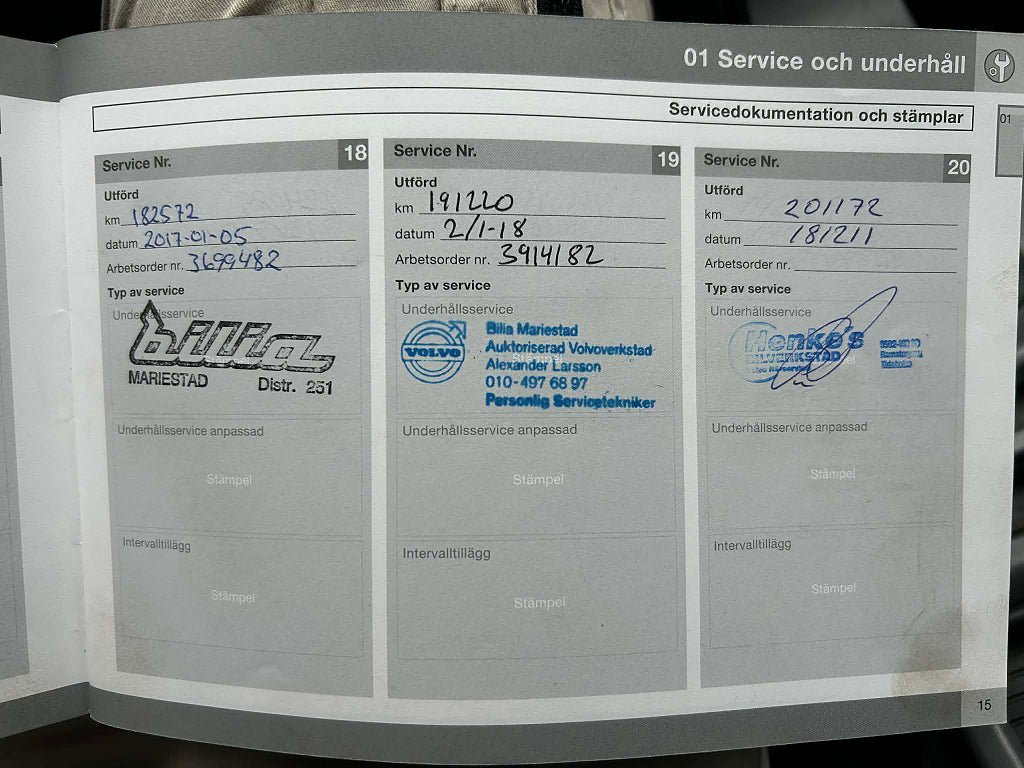 01 Service och underhåll
Servicedokumentation och stämplar
01
Service Nr. 18
Utförd
km 182572
datum 2017-01-05
Arbetsorder nr. 3699482
Typ av service
Underhållsservice
bilia
MARIESTAD Distr. 251
Underhållsservice anpassad
Stämpel
Intervalltillägg
Stämpel
Service Nr. 19
Utförd
km 191220
datum 2/1-18
Arbetsorder nr. 3914182
Typ av service
Underhållsservice
VOLVO
Bilia Mariestad
Auktoriserad Volvoverkstad
Stämpel
Alexander Larsson
010-497 68 97
Personlig Servicetekniker
Underhållsservice anpassad
Stämpel
Intervalltillägg
Stämpel
Service Nr. 20
Utförd
km 201172
datum 181211
Arbetsorder nr.
Typ av service
Underhållsservice
Henke's
BILVERKSTAD
Underhållsservice anpassad
Stämpel
Intervalltillägg
Stämpel
15